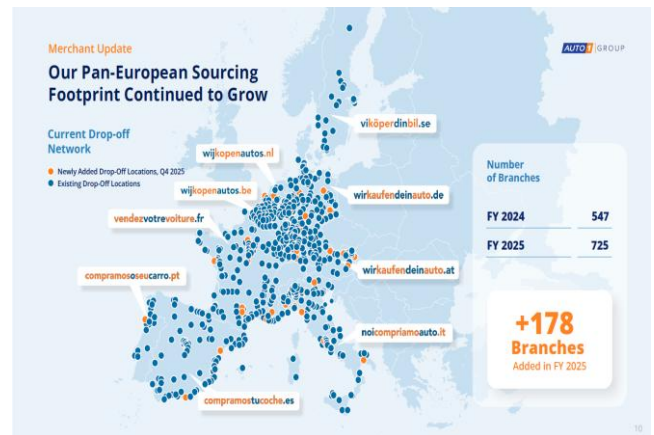 Merchant Update
AUTO1 GROUP
Our Pan-European Sourcing
Footprint Continued to Grow
Current Drop-off
Network
Newly Added Drop-Off Locations, Q4 2025
Existing Drop-Off Locations
viköperdinbil.se
wijkopenautos.nl
wijkopenautos.be
wirkaufendeinauto.de
vendezvotrevoiture.fr
wirkaufendeinauto.at
compramososeucarro.pt
noicompriamoauto.it
compramostucoche.es
Number
of Branches
FY 2024 547
FY 2025 725
+178
Branches
Added in FY 2025
10